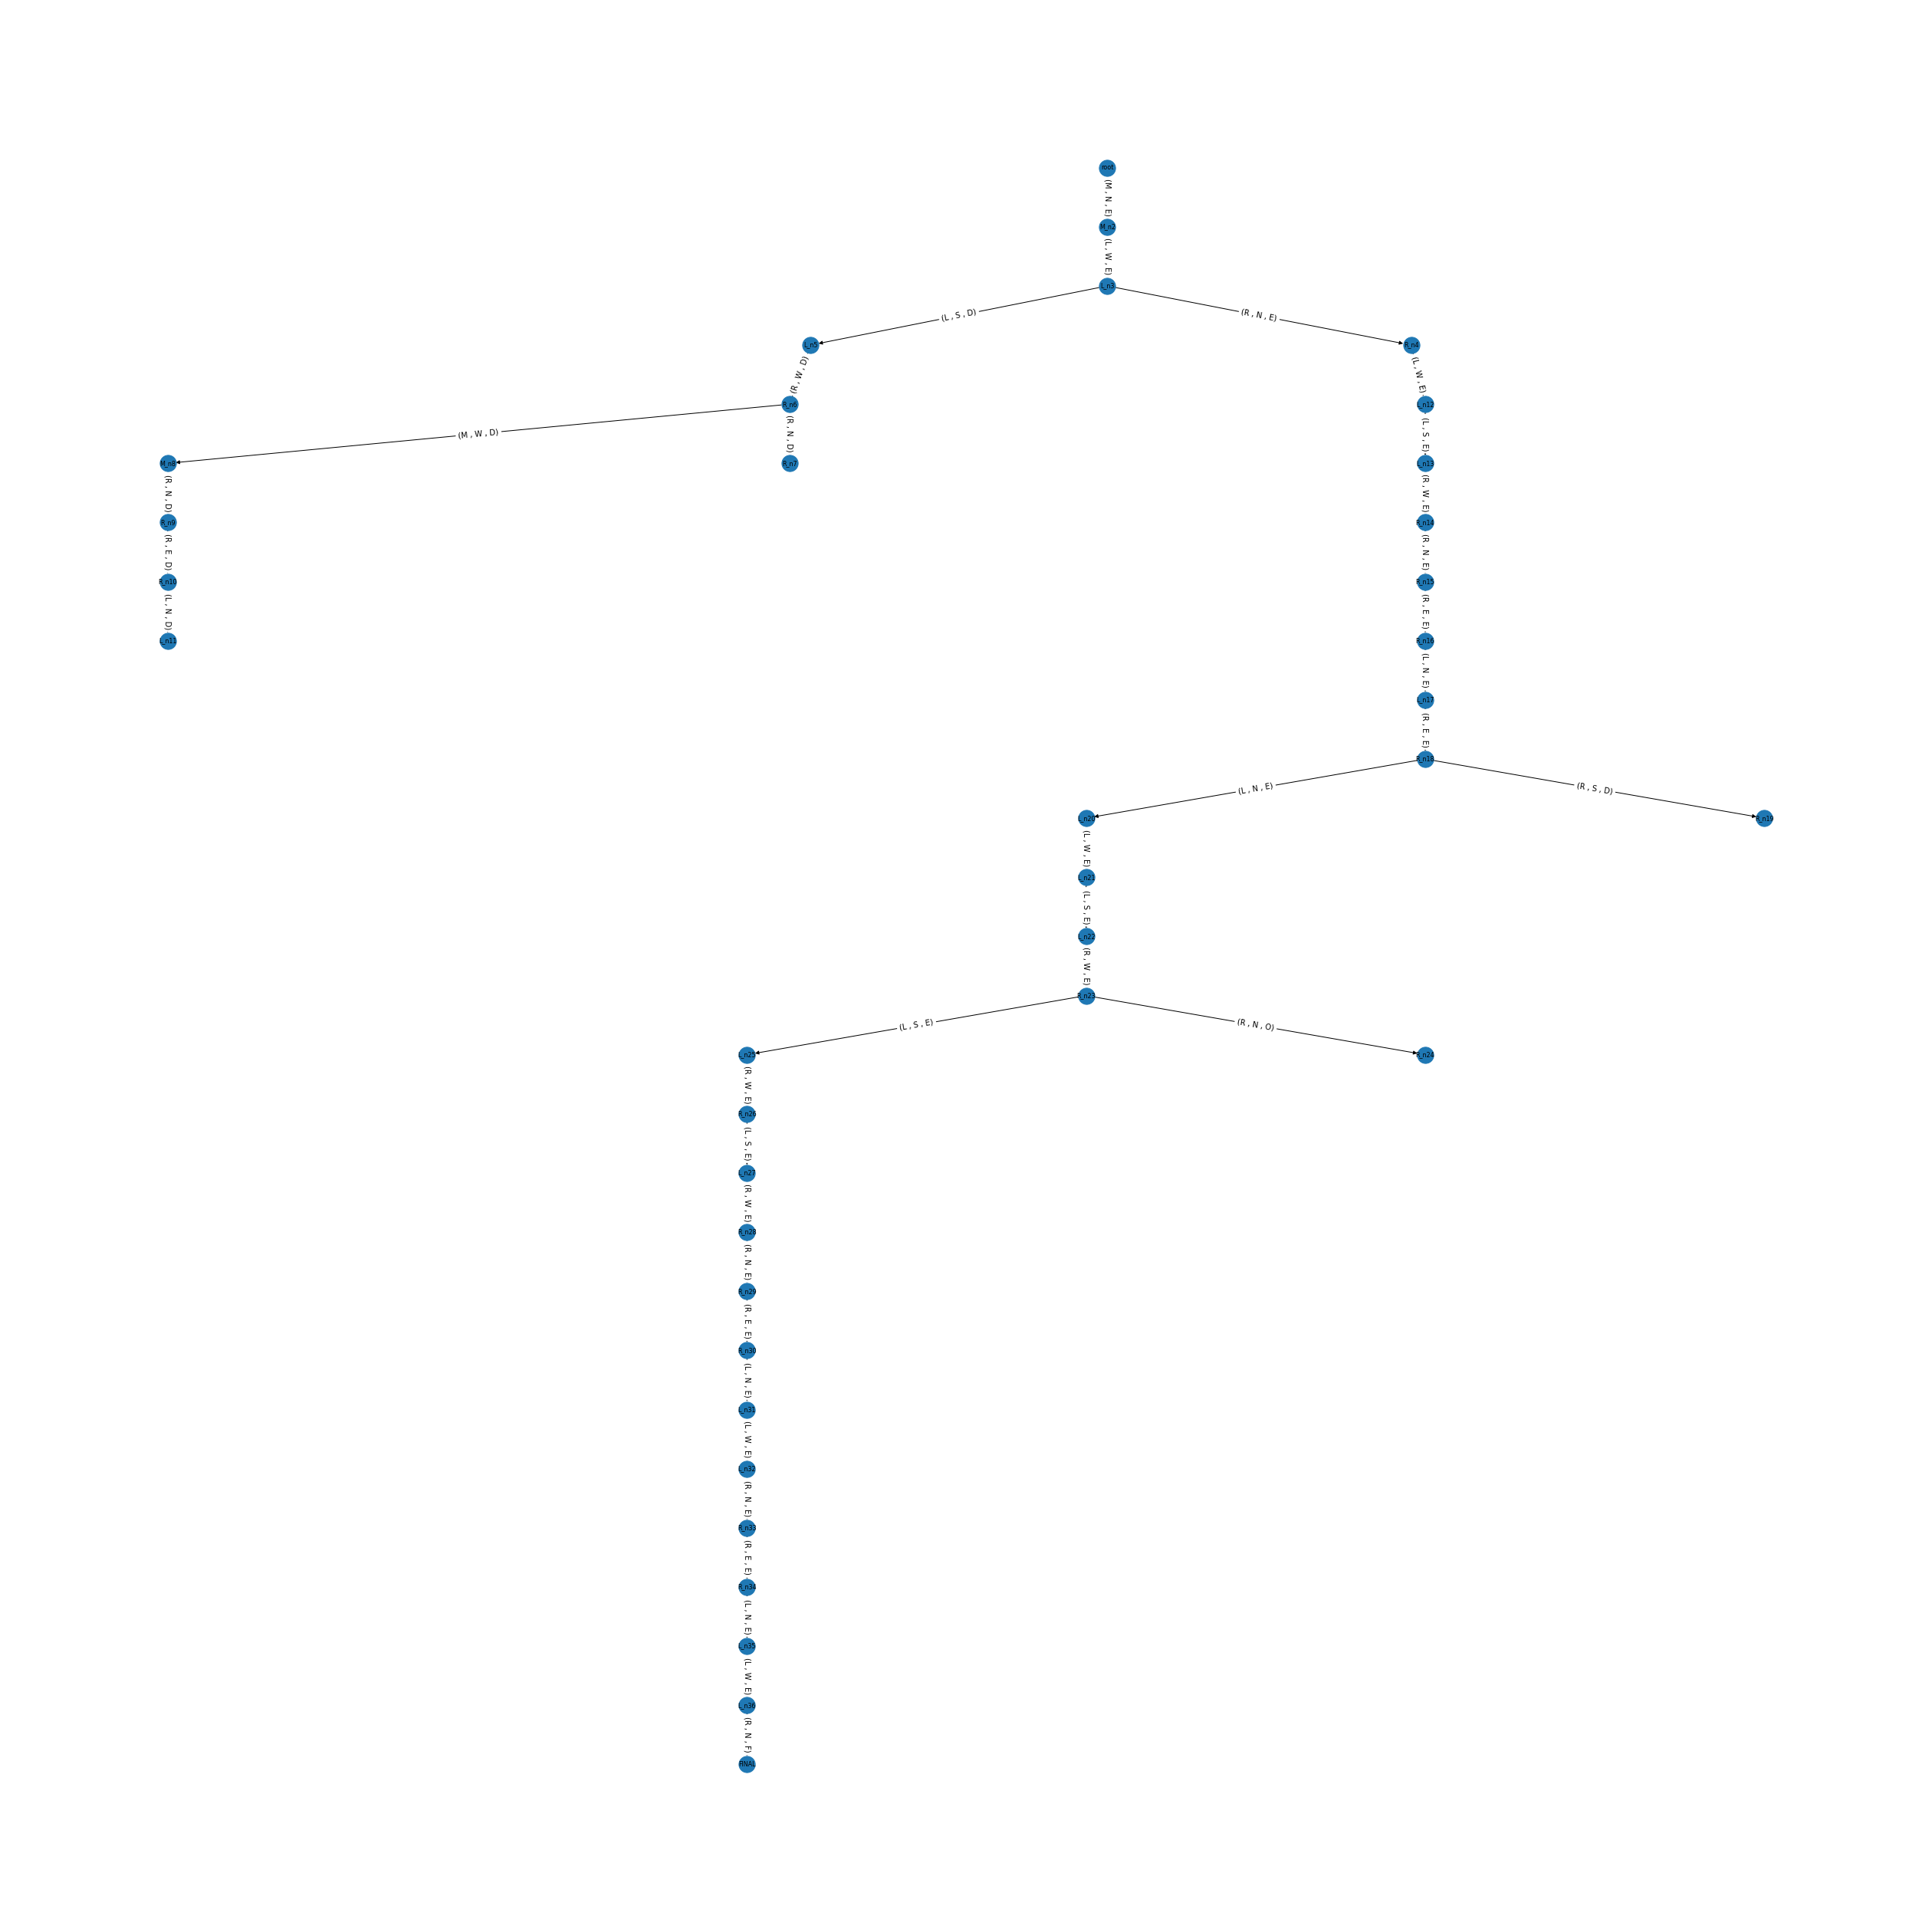 root
(M , N , E)
M_n2
(L , W , E)
L_n3
(L , S , D)
(R , N , E)
L_n5
R_n4
(R , W , D)
(L , W , E)
R_n6
L_n12
(M , W , D)
(R , N , D)
(L , S , E)
M_n8
R_n7
L_n13
(R , N , D)
(R , W , E)
R_n9
R_n14
(R , E , D)
(R , N , E)
R_n10
R_n15
(L , N , D)
(R , E , E)
L_n11
R_n16
(L , N , E)
L_n17
(R , E , E)
R_n18
(L , N , E)
(R , S , D)
L_n20
R_n19
(L , W , E)
L_n21
(L , S , E)
L_n22
(R , W , E)
R_n23
(L , S , E)
(R , N , O)
L_n25
R_n24
(R , W , E)
R_n26
(L , S , E)
L_n27
(R , W , E)
R_n28
(R , N , E)
R_n29
(R , E , E)
R_n30
(L , N , E)
L_n31
(L , W , E)
L_n32
(R , N , E)
R_n33
(R , E , E)
R_n34
(L , N , E)
L_n35
(L , W , E)
L_n36
(R , N , F)
FINAL